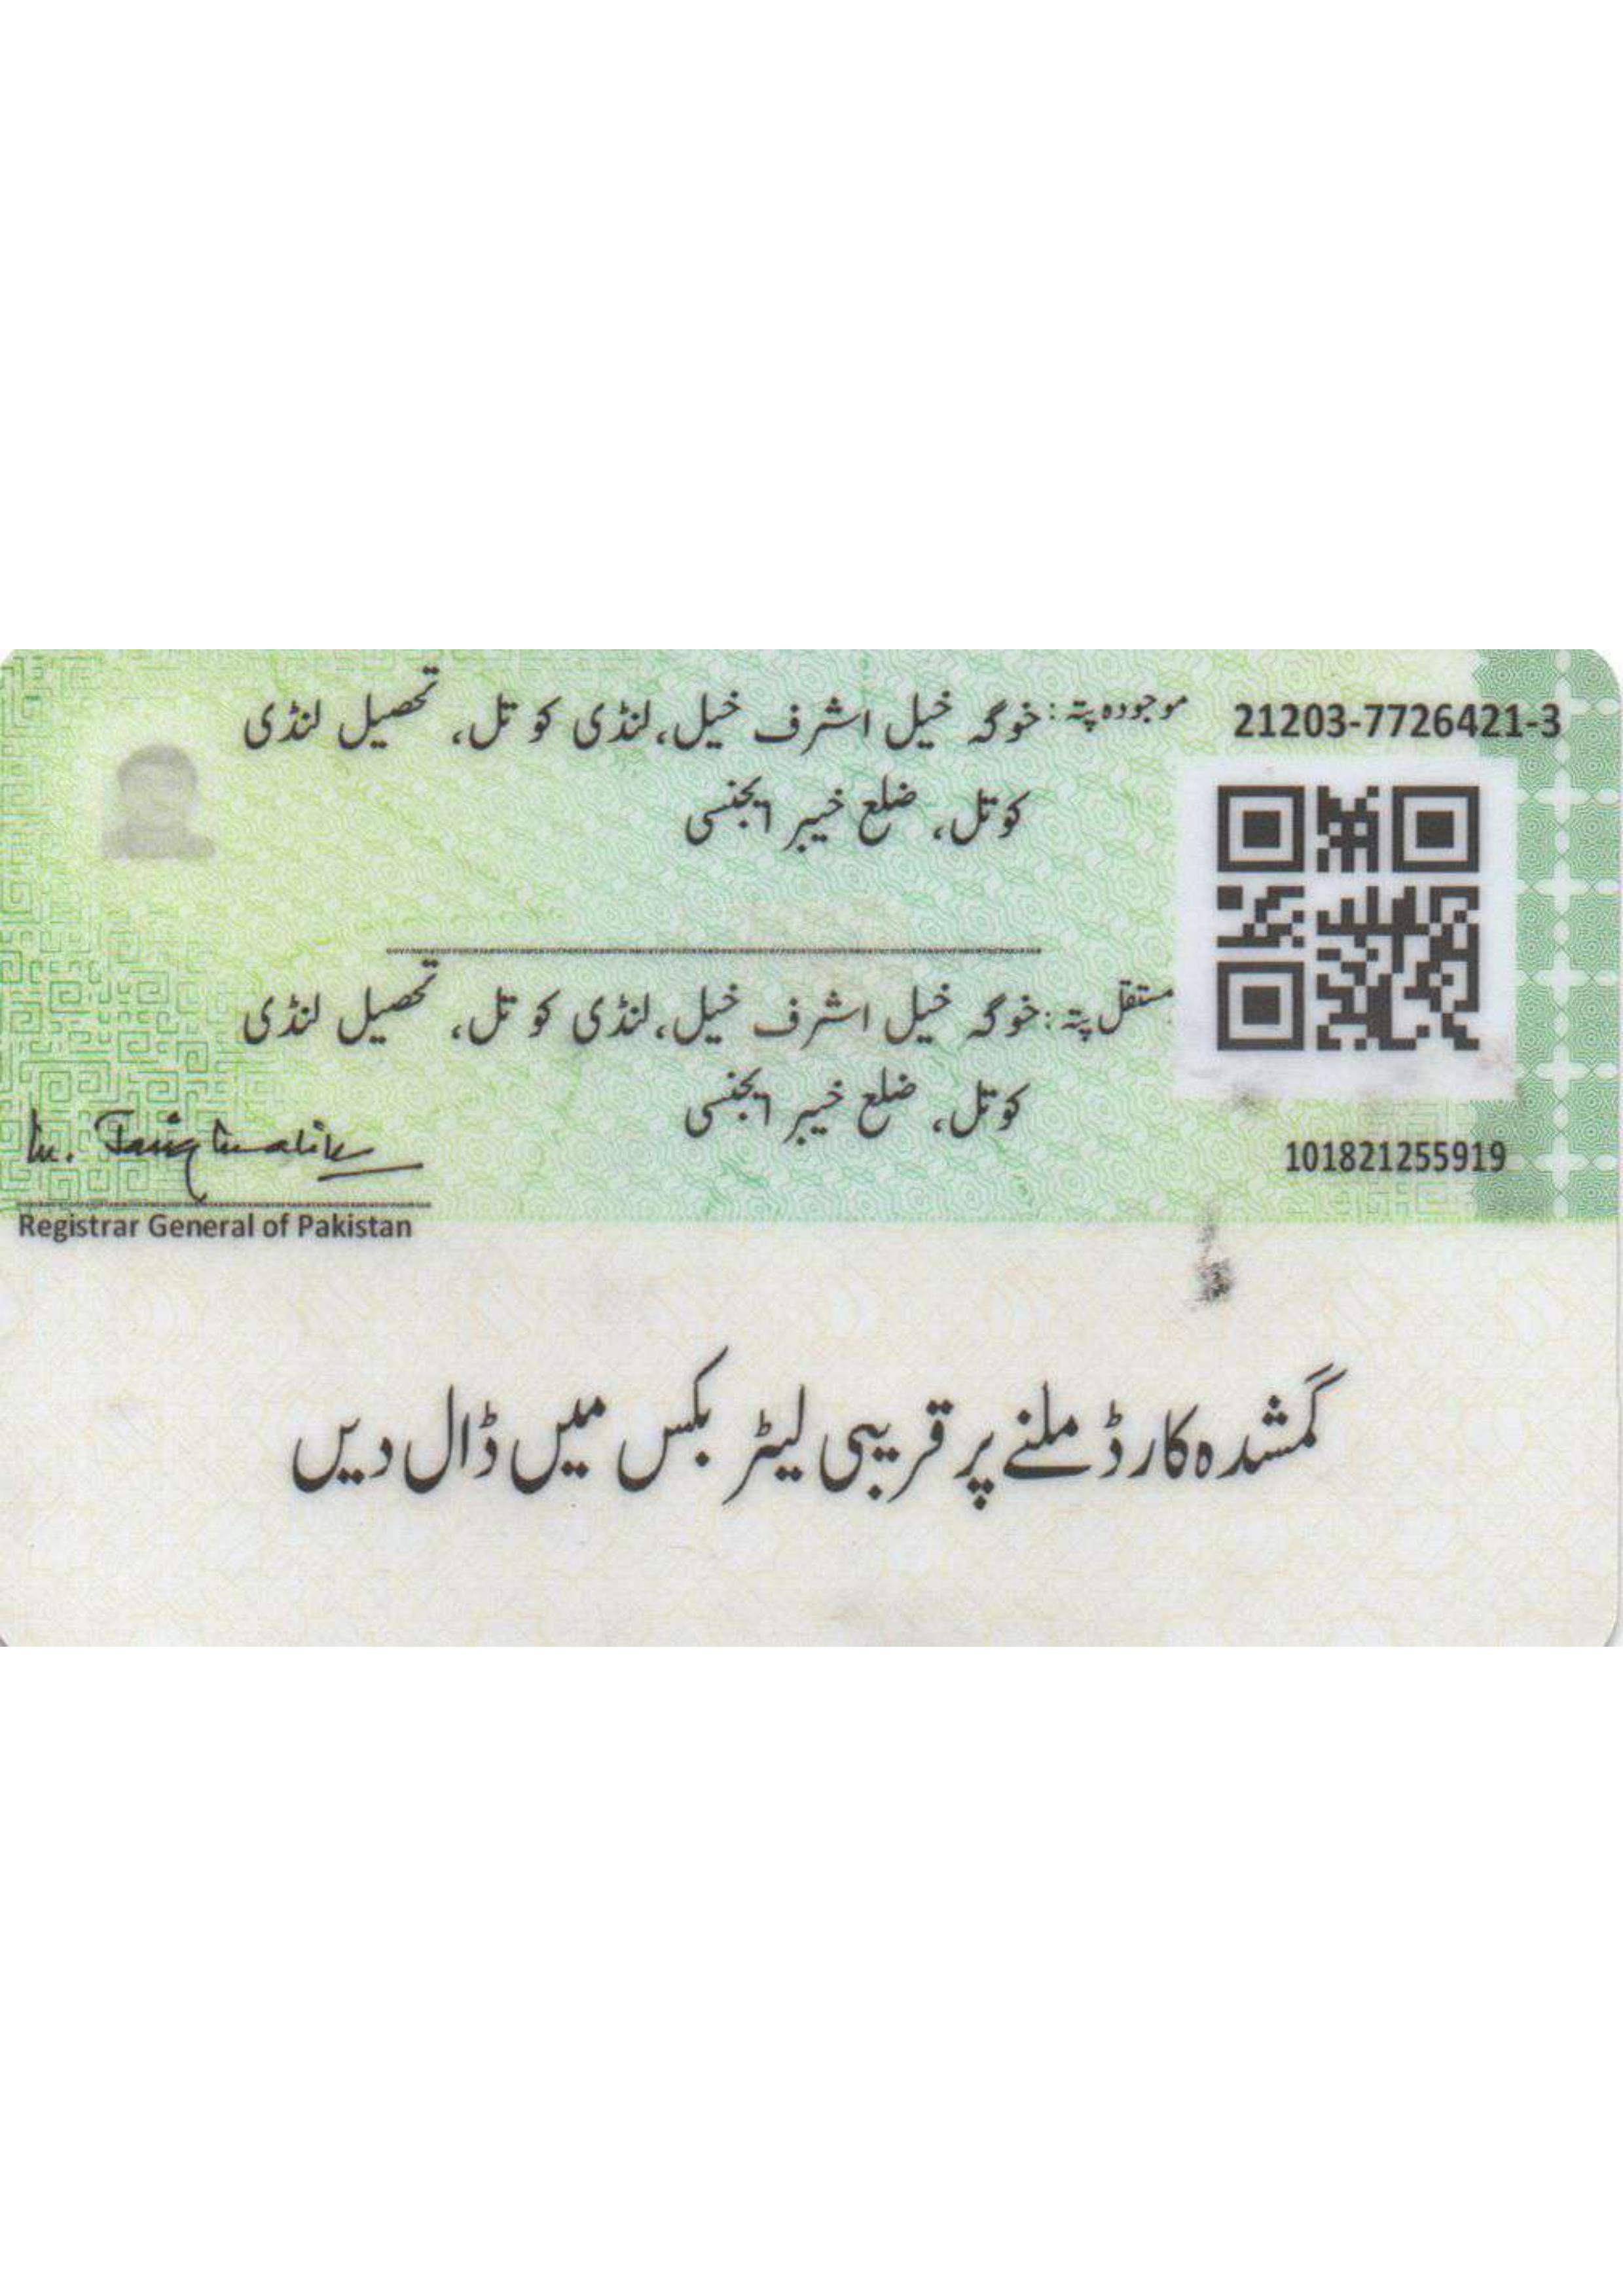 21203-7726421-3
موجودہ پتہ: خوگہ خیل اشرف خیل، لنڈی کوتل، تحصیل لنڈی
کوتل، ضلع خیبر ایجنسی
مستقل پتہ: خوگہ خیل اشرف خیل، لنڈی کوتل، تحصیل لنڈی
کوتل، ضلع خیبر ایجنسی
101821255919
M. Tariq Malik
Registrar General of Pakistan
گمشدہ کارڈ ملنے پر قریبی لیٹر بکس میں ڈال دیں